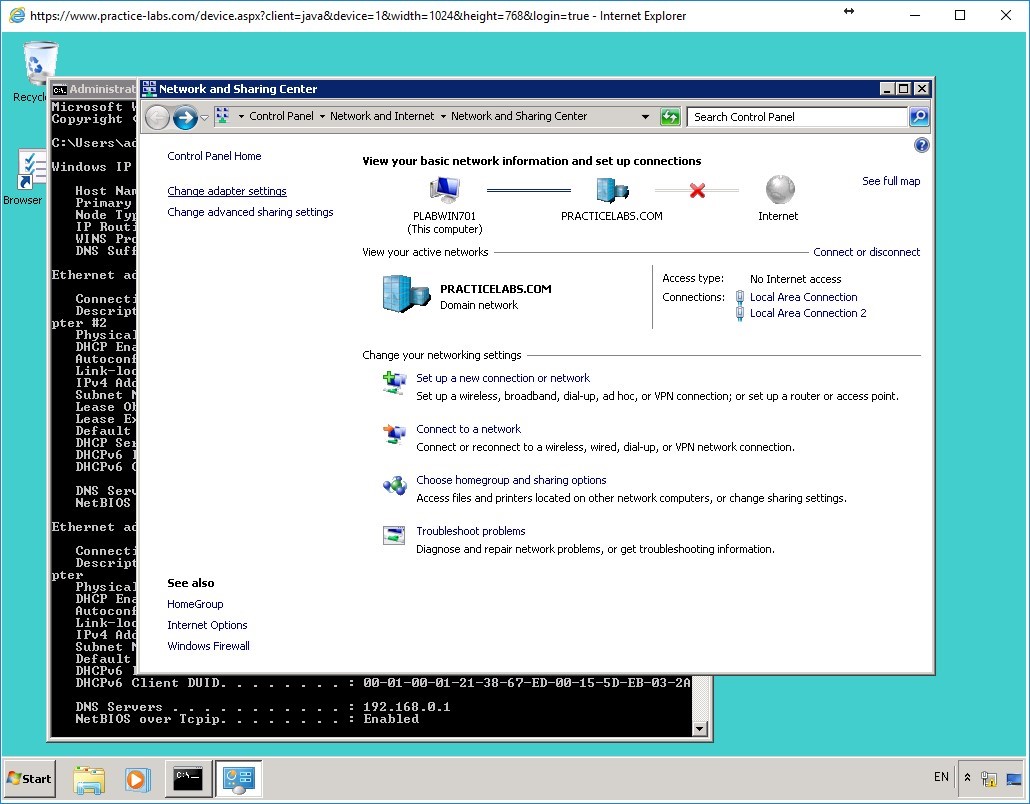 https://www.practice-labs.com/device.aspx?client=java&device=1&width=1024&height=768&login=true - Internet Explorer
Network and Sharing Center
Control Panel
Network and Internet
Network and Sharing Center
Search Control Panel
Control Panel Home
Change adapter settings
Change advanced sharing settings
View your basic network information and set up connections
See full map
PLABWIN701
(This computer)
PRACTICELABS.COM
Internet
View your active networks
Connect or disconnect
PRACTICELABS.COM
Domain network
Access type: No Internet access
Connections: Local Area Connection
Local Area Connection 2
Change your networking settings
Set up a new connection or network
Set up a wireless, broadband, dial-up, ad hoc, or VPN connection; or set up a router or access point.
Connect to a network
Connect or reconnect to a wireless, wired, dial-up, or VPN network connection.
Choose homegroup and sharing options
Access files and printers located on other network computers, or change sharing settings.
Troubleshoot problems
Diagnose and repair network problems, or get troubleshooting information.
See also
HomeGroup
Internet Options
Windows Firewall
Recycl
Browser
Administrat
Microsoft W
Copyright
C:\Users\ad
Windows IP
Host Nam
Primary
Node Typ
IP Routi
WINS Pro
DNS Suff
Ethernet ad
Connecti
Descript
pter #2
Physical
DHCP Ena
Autoconf
Link-loc
IPv4 Add
Subnet M
Lease Ob
Lease Ex
Default
DHCP Ser
DHCPv6 I
DHCPv6 C
DNS Serv
NetBIOS
Ethernet ad
Connecti
Descript
pter
Physical
DHCP Ena
Autoconf
Link-loc
IPv4 Add
Subnet M
Default
DHCPv6 I
DHCPv6 Client DUID. . . . . . . . : 00-01-00-01-21-38-67-ED-00-15-5D-EB-03-2A
DNS Servers . . . . . . . . . . . : 192.168.0.1
NetBIOS over Tcpip. . . . . . . . : Enabled
Start
EN